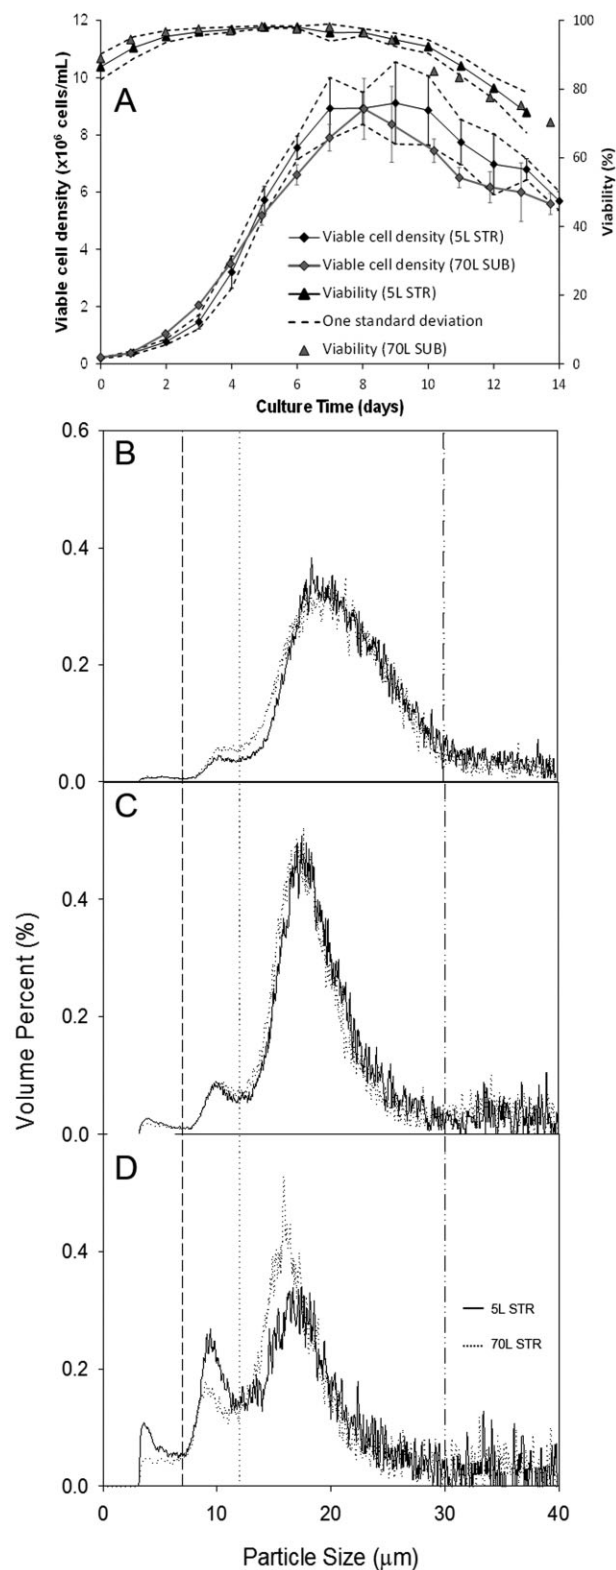 12
100
10
80
A
8
60
6
Viable cell density (x10⁶ cells/mL)
Viability (%)
Viable cell density (5L STR)
40
4
Viable cell density (70L SUB)
Viability (5L STR)
20
2
One standard deviation
Viability (70L SUB)
0
0
0 2 4 6 8 10 12 14
Culture Time (days)
0.6
B
0.4
0.2
0.0
C
0.4
0.2
Volume Percent (%)
0.0
D
0.4
5L STR
70L STR
0.2
0.0
0 10 20 30 40
Particle Size (μm)